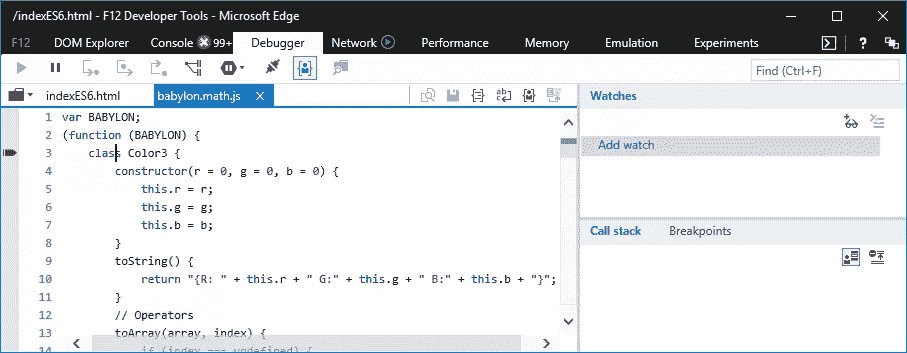 /indexES6.html - F12 Developer Tools - Microsoft Edge
F12 DOM Explorer Console 99+ Debugger Network Performance Memory Emulation Experiments ?
Find (Ctrl+F)
indexES6.html babylon.math.js
Watches
Add watch
Call stack Breakpoints
1 var BABYLON;
2 (function (BABYLON) {
3 class Color3 {
4 constructor(r = 0, g = 0, b = 0) {
5 this.r = r;
6 this.g = g;
7 this.b = b;
8 }
9 toString() {
10 return "{R: " + this.r + " G:" + this.g + " B:" + this.b + "}";
11 }
12 // Operators
13 toArray(array, index) {
14 if (index === undefined) {